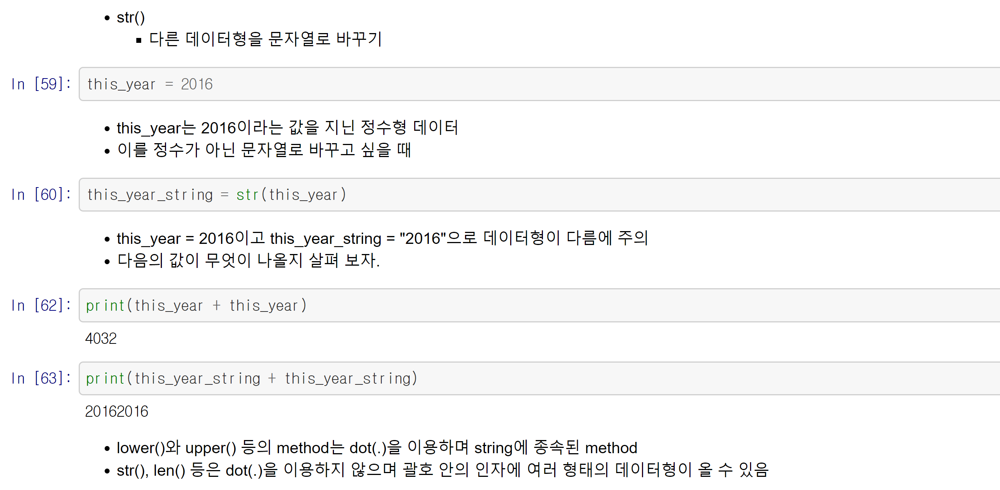 str()
다른 데이터형을 문자열로 바꾸기
In [59]: this_year = 2016
this_year는 2016이라는 값을 지닌 정수형 데이터
이를 정수가 아닌 문자열로 바꾸고 싶을 때
In [60]: this_year_string = str(this_year)
this_year = 2016이고 this_year_string = "2016"으로 데이터형이 다름에 주의
다음의 값이 무엇이 나올지 살펴 보자.
In [62]: print(this_year + this_year)
4032
In [63]: print(this_year_string + this_year_string)
20162016
lower()와 upper() 등의 method는 dot(.)을 이용하며 string에 종속된 method
str(), len() 등은 dot(.)을 이용하지 않으며 괄호 안의 인자에 여러 형태의 데이터형이 올 수 있음